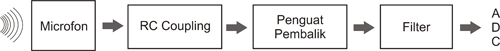 Microfon
RC Coupling
Penguat
Pembalik
Filter
A
D
C